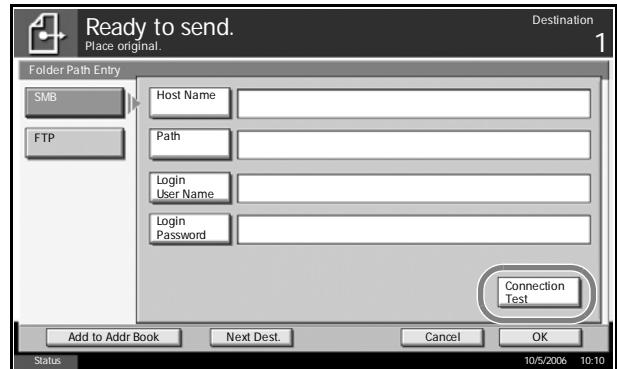 Ready to send.
Destination
Place original.
1
Folder Path Entry
SMB
Host Name
FTP
Path
Login
User Name
Login
Password
Connection
Test
Add to Addr Book
Next Dest.
Cancel
OK
Status
10/5/2006 10:10